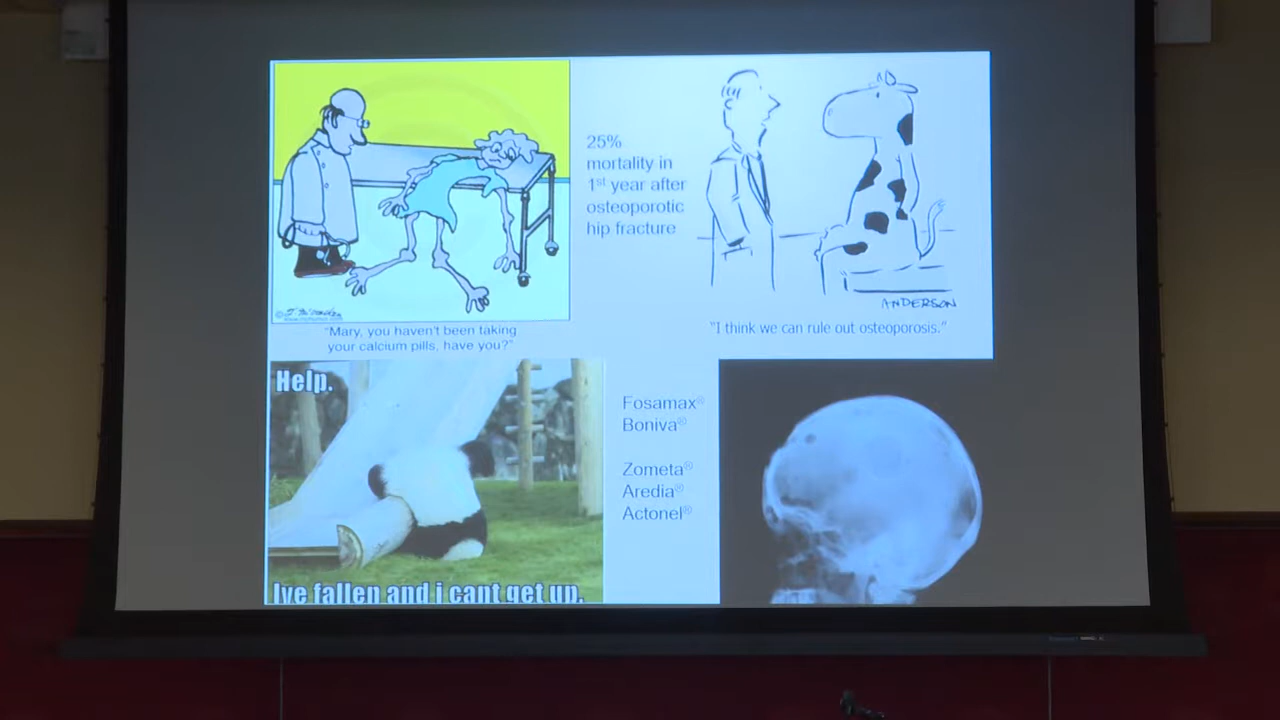 25%
mortality in
1st year after
osteoporotic
hip fracture
ANDERSON
"Mary, you haven't been taking
your calcium pills, have you?"
"I think we can rule out osteoporosis."
Help.
Ive fallen and i cant get up.
Fosamax®
Boniva®
Zometa®
Aredia®
Actonel®